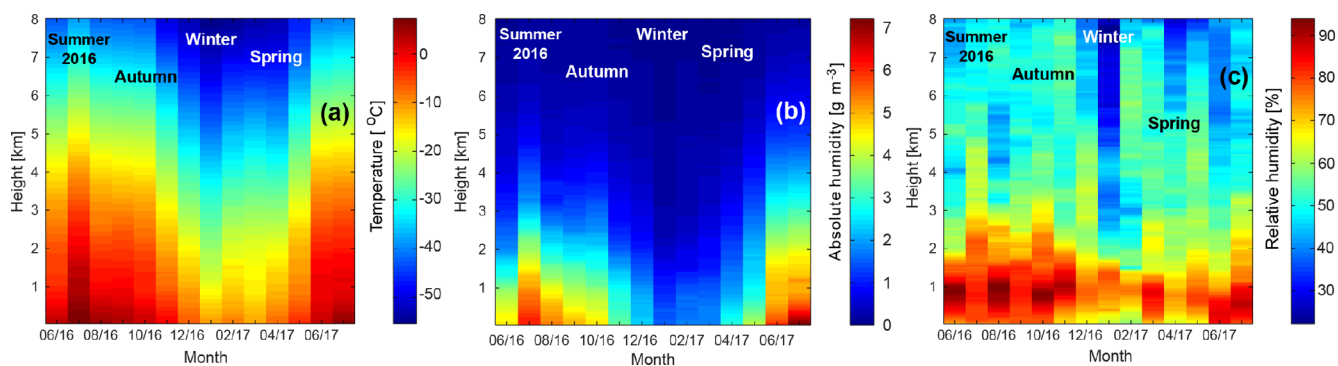 8
7
6
5
4
3
2
1
Height [km]
Summer
2016
Autumn
Winter
Spring
(a)
06/16 08/16 10/16 12/16 02/17 04/17 06/17
Month
0
-10
-20
-30
-40
-50
Temperature [ °C]
8
7
6
5
4
3
2
1
Height [km]
Summer
2016
Autumn
Winter
Spring
(b)
06/16 08/16 10/16 12/16 02/17 04/17 06/17
Month
7
6
5
4
3
2
1
0
Absolute humidity [g m⁻³]
8
7
6
5
4
3
2
1
Height [km]
Summer
2016
Autumn
Winter
Spring
(c)
06/16 08/16 10/16 12/16 02/17 04/17 06/17
Month
90
80
70
60
50
40
30
Relative humidity [%]